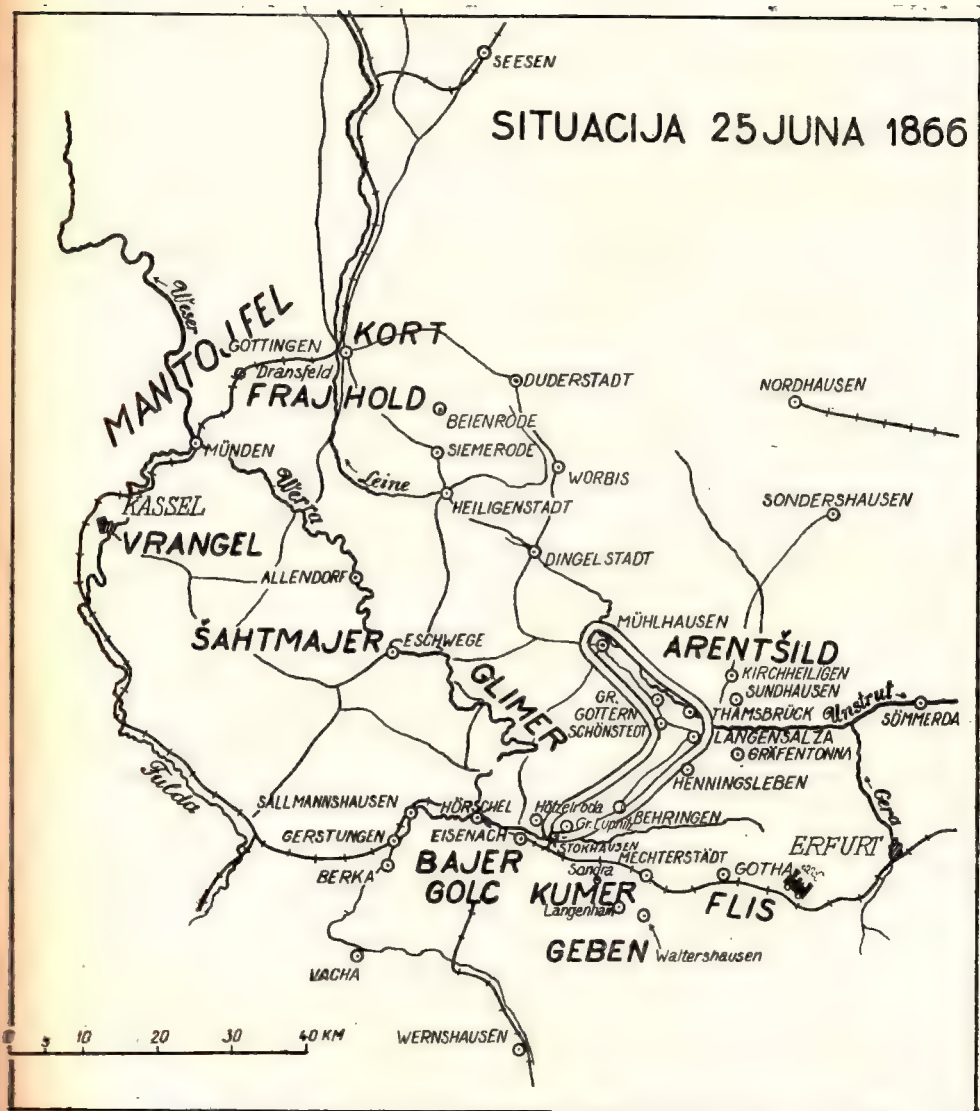 SEESEN
SITUACIJA 25 JUNA 1866
Weser
MANTOJFEL
GOTTINGEN
KORT
Dransfeld
FRAJHOLD
DUDERSTADT
NORDHAUSEN
BEIENRODE
MÜNDEN
SIEMERODE
Leine
Werra
WORBIS
KASSEL
HEILIGENSTADT
SONDERSHAUSEN
VRANGEL
DINGELSTADT
ALLENDORF
MÜHLHAUSEN
ŠAHTMAJER
ESCHWEGE
ARENTŠILD
KIRCHHEILIGEN
GLIMER
SUNDHAUSEN
GR.
GOTTERN
THAMSBRÜCK
Unstrut
SÖMMERDA
SCHÖNSTEDT
LANGENSALZA
GRÄFENTONNA
Fulda
HENNINGSLEBEN
SALLMANNSHAUSEN
HÖRSCHEL
Hötzelroda
BEHRINGEN
Gera
GERSTUNGEN
EISENACH
Gr. Lupnitz
STOKHAUSEN
MECHTERSTÄDT
ERFURT
BERKA
BAJER
GOLC
Sondra
KUMER
GOTHA
FLIS
Langenhain
GEBEN
Waltershausen
VACHA
WERNSHAUSEN
0 5 10 20 30 40 KM